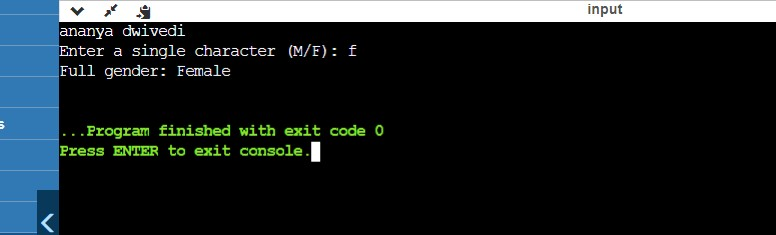 input
ananya dwivedi
Enter a single character (M/F): f
Full gender: Female
...Program finished with exit code 0
Press ENTER to exit console.
s